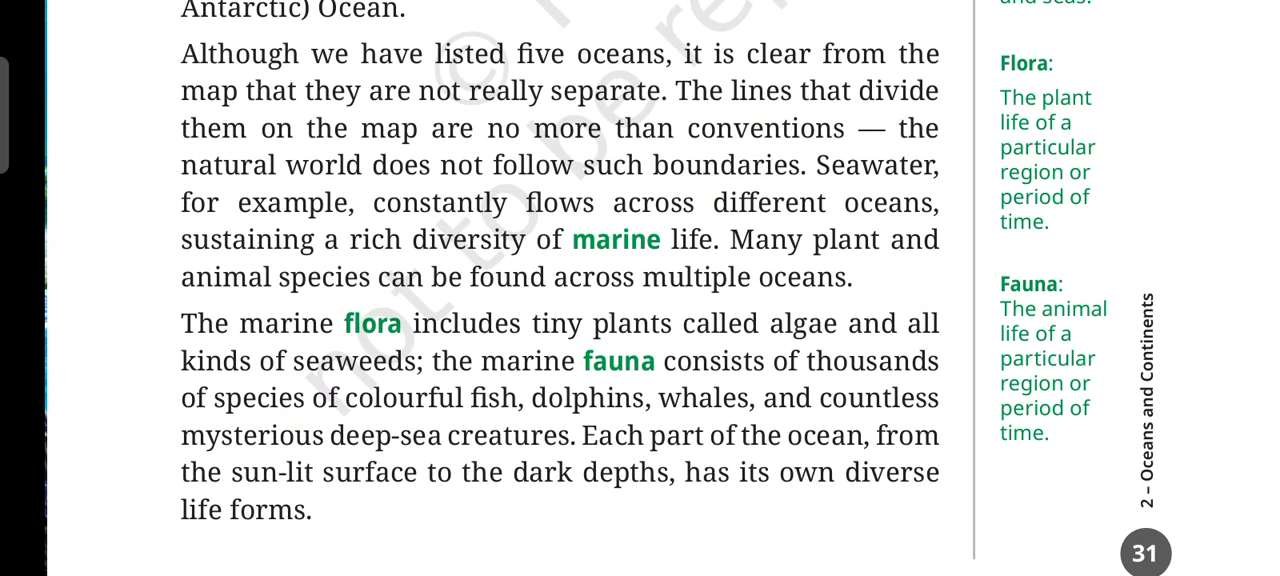 Antarctic) Ocean.
Although we have listed five oceans, it is clear from the
map that they are not really separate. The lines that divide
them on the map are no more than conventions — the
natural world does not follow such boundaries. Seawater,
for example, constantly flows across different oceans,
sustaining a rich diversity of marine life. Many plant and
animal species can be found across multiple oceans.
The marine flora includes tiny plants called algae and all
kinds of seaweeds; the marine fauna consists of thousands
of species of colourful fish, dolphins, whales, and countless
mysterious deep-sea creatures. Each part of the ocean, from
the sun-lit surface to the dark depths, has its own diverse
life forms.
and seas.
Flora:
The plant
life of a
particular
region or
period of
time.
Fauna:
The animal
life of a
particular
region or
period of
time.
2 – Oceans and Continents
31
©
not to be re